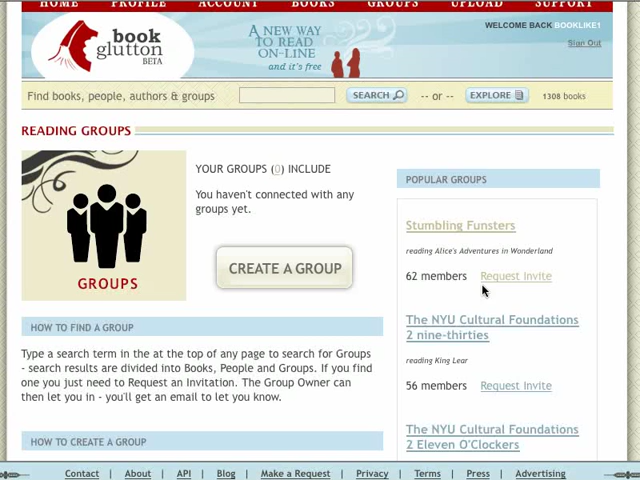 HOME PROFILE ACCOUNT BOOKS GROUPS UPLOAD SUPPORT
book
glutton
BETA
A NEW WAY
TO READ
ON-LINE
and it's free
WELCOME BACK BOOKLIKE1
Sign Out
Find books, people, authors & groups SEARCH -- or -- EXPLORE 1308 books
READING GROUPS
GROUPS
YOUR GROUPS (0) INCLUDE
You haven't connected with any
groups yet.
CREATE A GROUP
HOW TO FIND A GROUP
Type a search term in the at the top of any page to search for Groups
- search results are divided into Books, People and Groups. If you find
one you just need to Request an Invitation. The Group Owner can
then let you in - you'll get an email to let you know.
HOW TO CREATE A GROUP
POPULAR GROUPS
Stumbling Funsters
reading Alice's Adventures in Wonderland
62 members Request Invite
The NYU Cultural Foundations
2 nine-thirties
reading King Lear
56 members Request Invite
The NYU Cultural Foundations
2 Eleven O'Clockers
Contact | About | API | Blog | Make a Request | Privacy | Terms | Press | Advertising